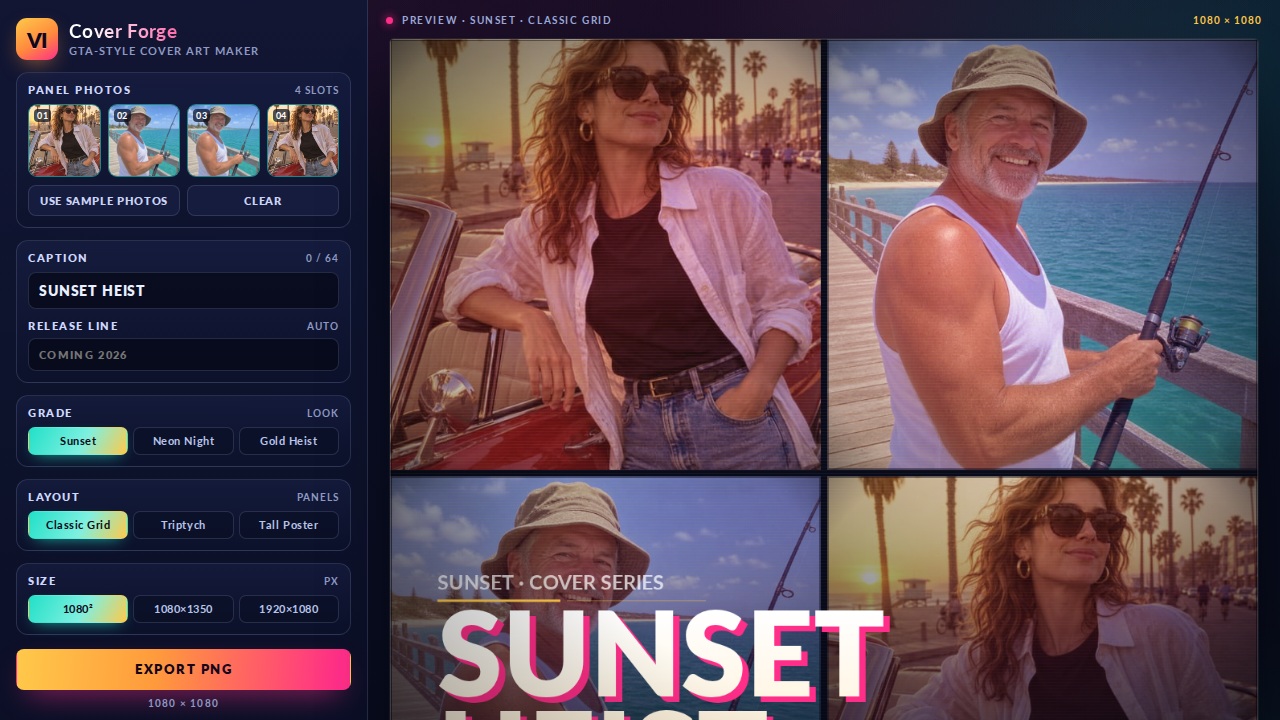 VI
Cover Forge
GTA-STYLE COVER ART MAKER
PANEL PHOTOS
4 SLOTS
01
02
03
04
USE SAMPLE PHOTOS
CLEAR
CAPTION
0 / 64
SUNSET HEIST
RELEASE LINE
AUTO
COMING 2026
GRADE
LOOK
Sunset
Neon Night
Gold Heist
LAYOUT
PANELS
Classic Grid
Triptych
Tall Poster
SIZE
PX
1080²
1080×1350
1920×1080
EXPORT PNG
1080 × 1080
PREVIEW · SUNSET · CLASSIC GRID
1080 × 1080
SUNSET · COVER SERIES
SUNSET
HEIST